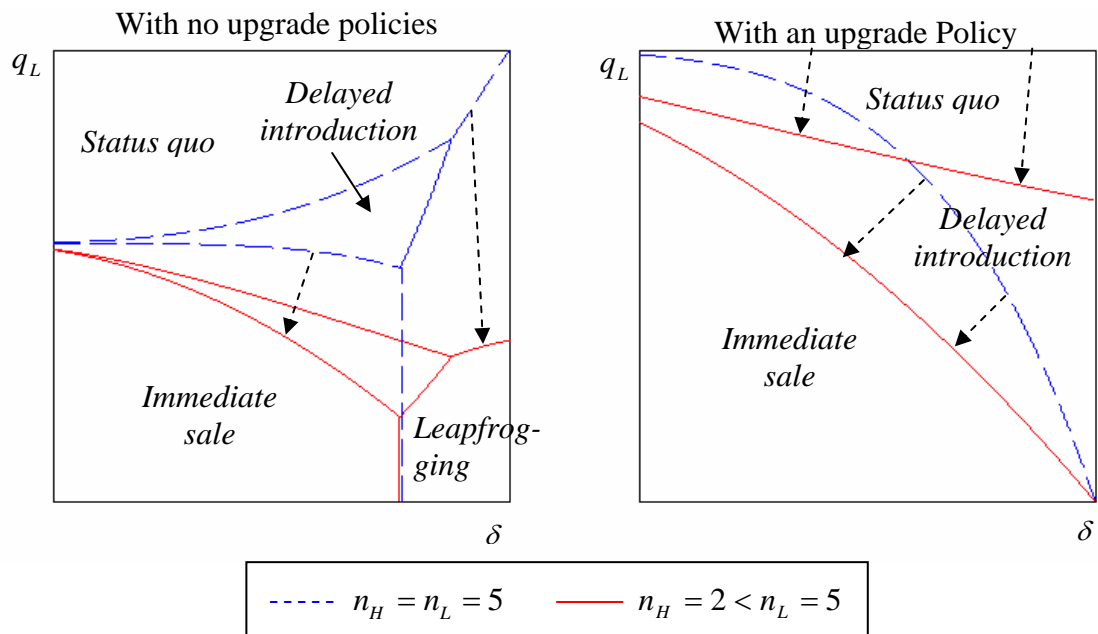 With no upgrade policies
q_L
Delayed
introduction
Status quo
Immediate
sale
Leapfrog-
ging
δ
With an upgrade Policy
q_L
Status quo
Delayed
introduction
Immediate
sale
δ
n_H = n_L = 5
n_H = 2 < n_L = 5